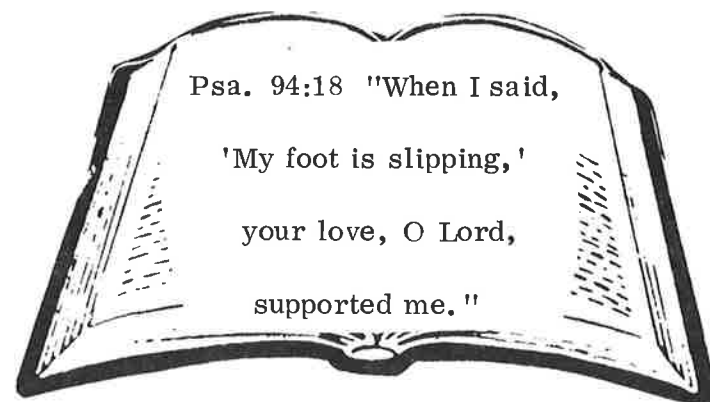 Psa. 94:18 "When I said,
'My foot is slipping,'
your love, O Lord,
supported me."